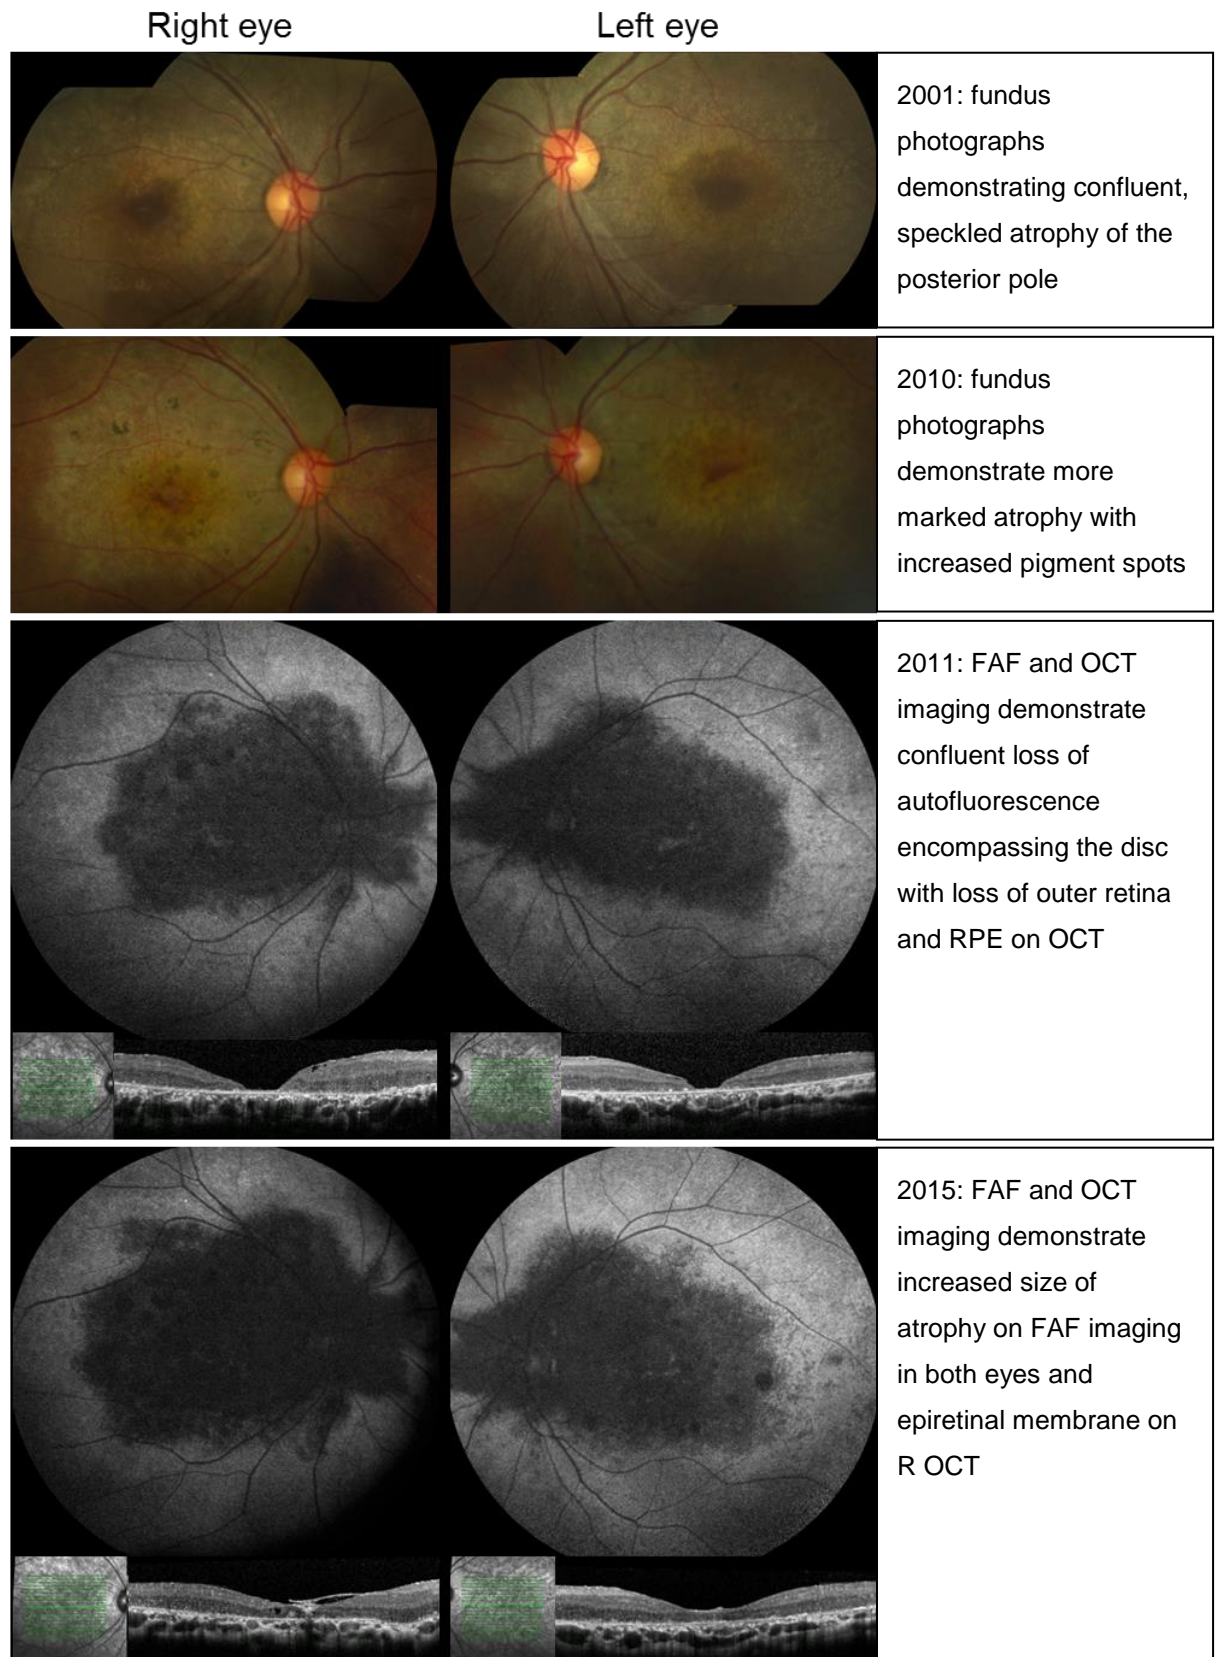 Right eye
Left eye
2001: fundus
photographs
demonstrating confluent,
speckled atrophy of the
posterior pole
2010: fundus
photographs
demonstrate more
marked atrophy with
increased pigment spots
2011: FAF and OCT
imaging demonstrate
confluent loss of
autofluorescence
encompassing the disc
with loss of outer retina
and RPE on OCT
2015: FAF and OCT
imaging demonstrate
increased size of
atrophy on FAF imaging
in both eyes and
epiretinal membrane on
R OCT